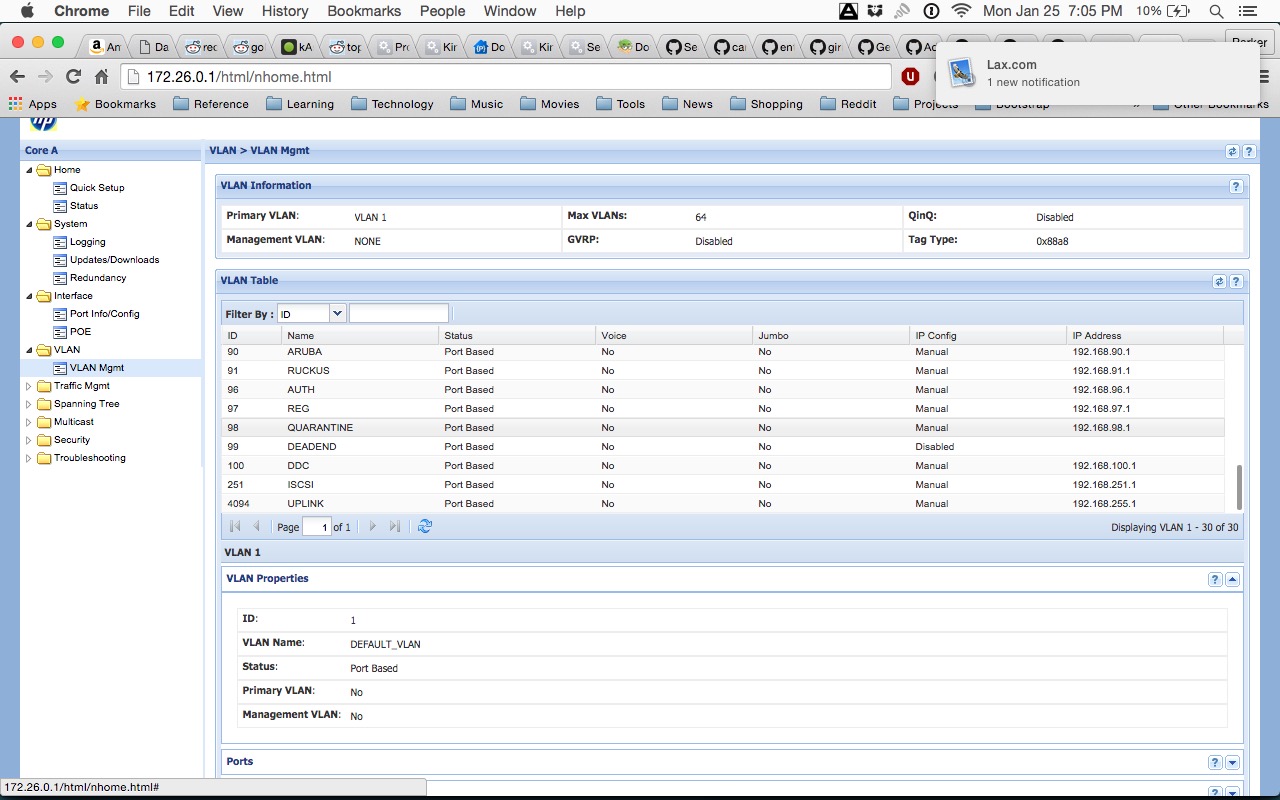 Chrome File Edit View History Bookmarks People Window Help Mon Jan 25 7:05 PM 10%
An Da rec go kA top Pro Kir Do Kir Se Do Se car en gir Ge Ac
172.26.0.1/html/nhome.html
Lax.com
1 new notification
Apps Bookmarks Reference Learning Technology Music Movies Tools News Shopping Reddit Projects Bootstrap » Other Bookmarks
hp
Core A
Home
Quick Setup
Status
System
Logging
Updates/Downloads
Redundancy
Interface
Port Info/Config
POE
VLAN
VLAN Mgmt
Traffic Mgmt
Spanning Tree
Multicast
Security
Troubleshooting
VLAN > VLAN Mgmt
VLAN Information
Primary VLAN: VLAN 1 Max VLANs: 64 QinQ: Disabled
Management VLAN: NONE GVRP: Disabled Tag Type: 0x88a8
VLAN Table
Filter By : ID
ID Name Status Voice Jumbo IP Config IP Address
90 ARUBA Port Based No No Manual 192.168.90.1
91 RUCKUS Port Based No No Manual 192.168.91.1
96 AUTH Port Based No No Manual 192.168.96.1
97 REG Port Based No No Manual 192.168.97.1
98 QUARANTINE Port Based No No Manual 192.168.98.1
99 DEADEND Port Based No No Disabled
100 DDC Port Based No No Manual 192.168.100.1
251 ISCSI Port Based No No Manual 192.168.251.1
4094 UPLINK Port Based No No Manual 192.168.255.1
Page 1 of 1 Displaying VLAN 1 - 30 of 30
VLAN 1
VLAN Properties
ID: 1
VLAN Name: DEFAULT_VLAN
Status: Port Based
Primary VLAN: No
Management VLAN: No
Ports
172.26.0.1/html/nhome.html#